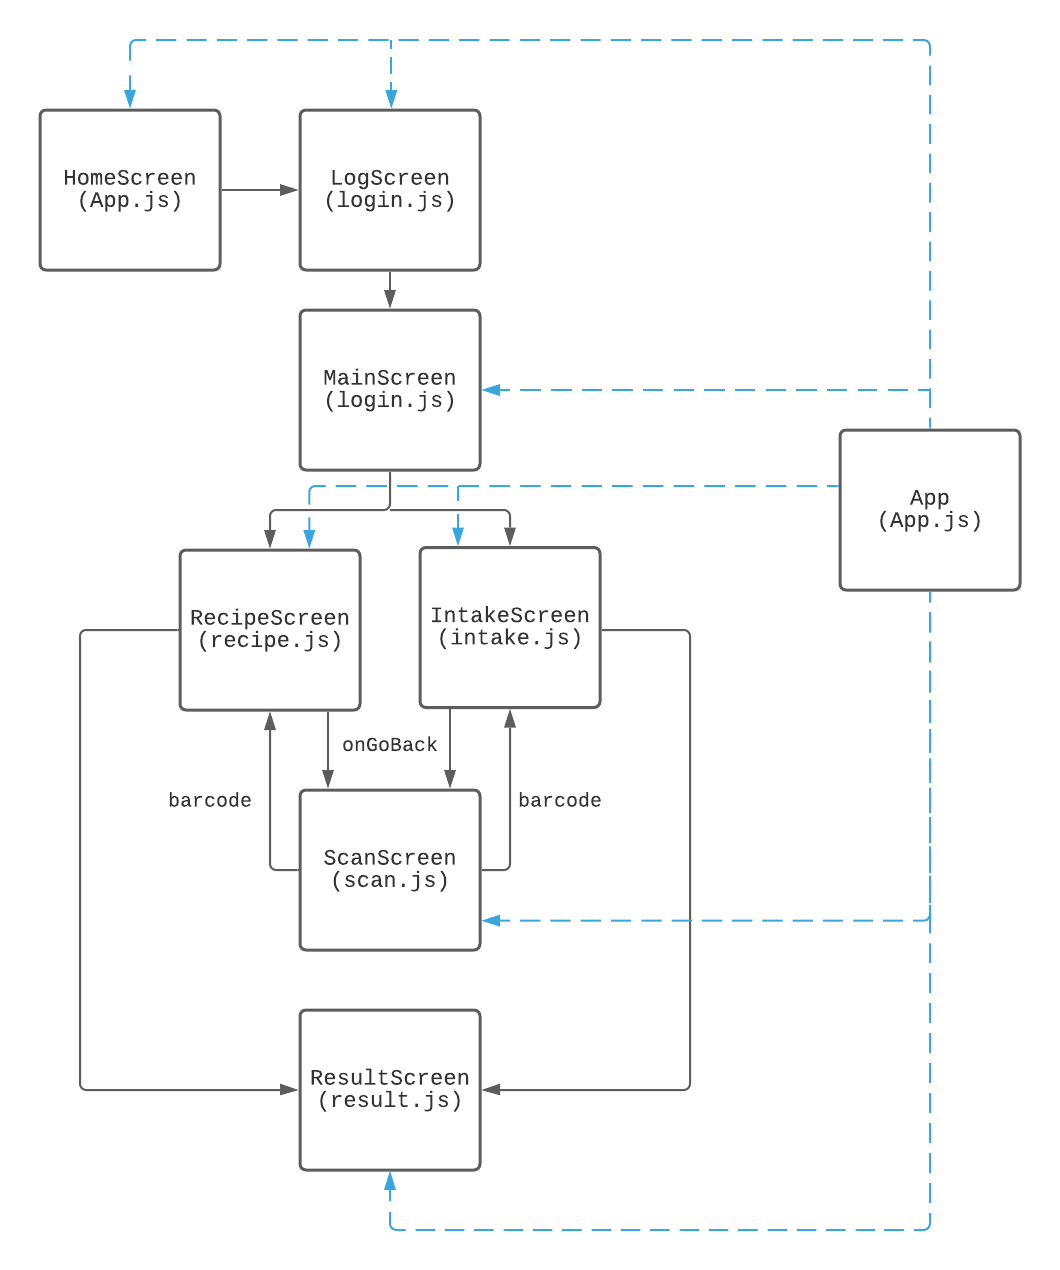 HomeScreen
(App.js)
LogScreen
(login.js)
MainScreen
(login.js)
App
(App.js)
RecipeScreen
(recipe.js)
IntakeScreen
(intake.js)
onGoBack
barcode
barcode
ScanScreen
(scan.js)
ResultScreen
(result.js)